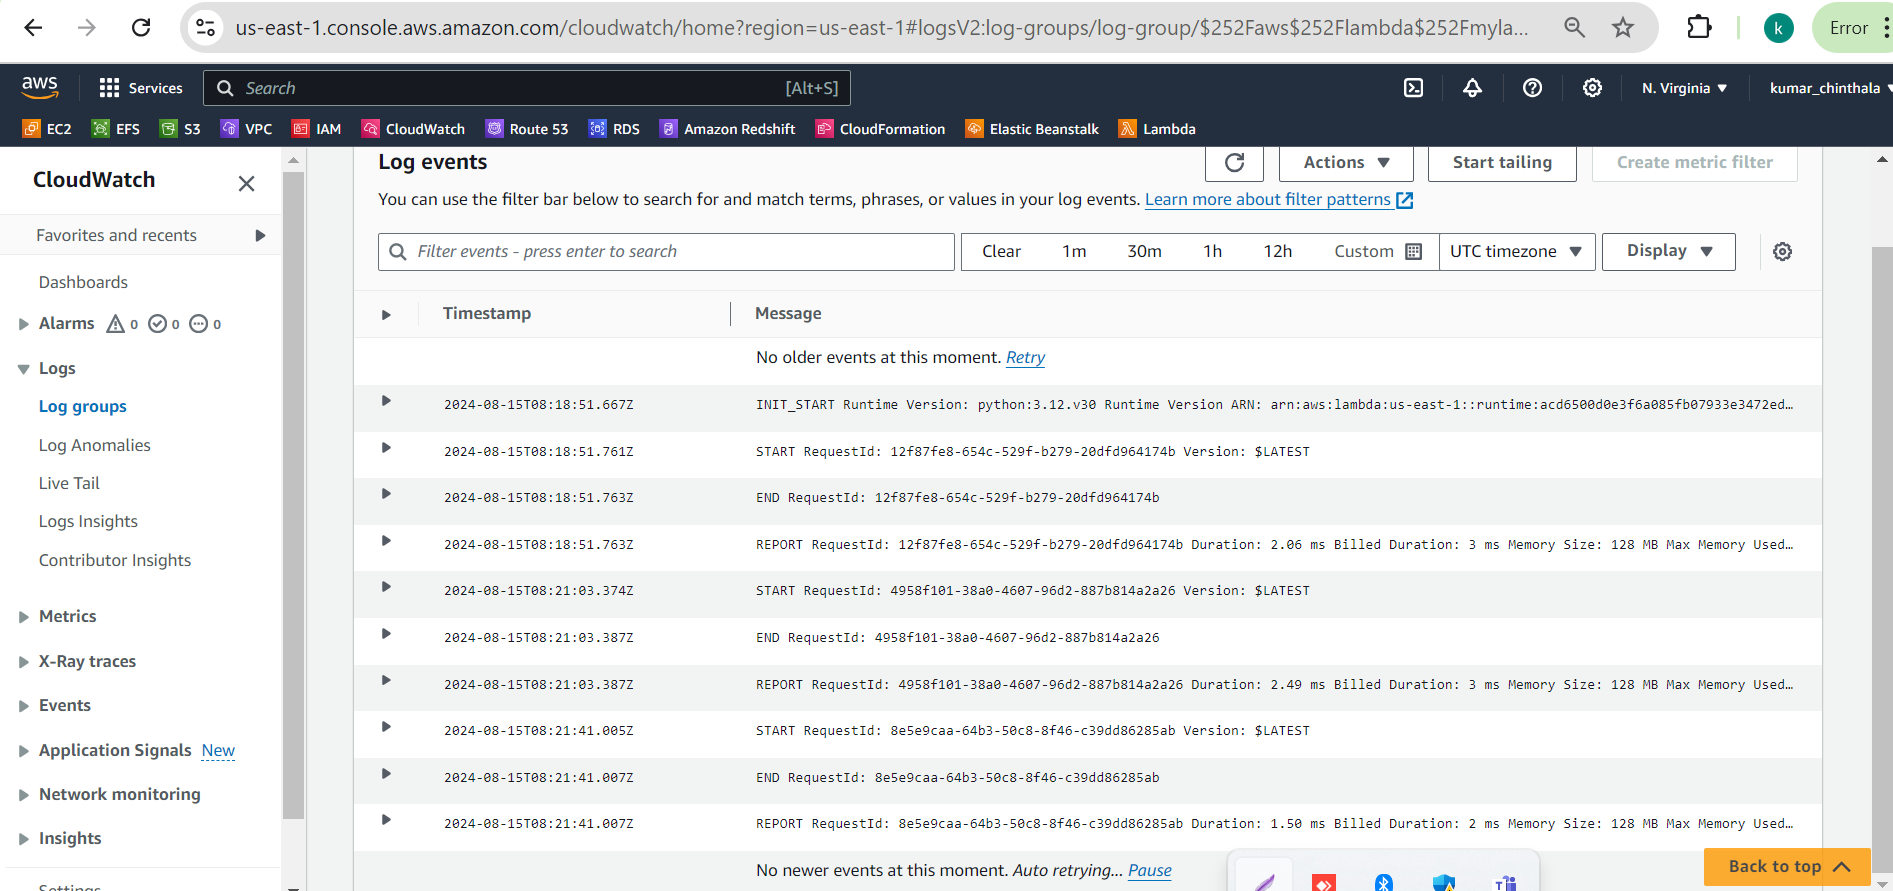 us-east-1.console.aws.amazon.com/cloudwatch/home?region=us-east-1#logsV2:log-groups/log-group/$252Faws$252Flambda$252Fmyla...
k
Error
aws
Services
Search
[Alt+S]
N. Virginia
kumar_chinthala
EC2 EFS S3 VPC IAM CloudWatch Route 53 RDS Amazon Redshift CloudFormation Elastic Beanstalk Lambda
CloudWatch
Favorites and recents
Dashboards
Alarms 0 0 0
Logs
Log groups
Log Anomalies
Live Tail
Logs Insights
Contributor Insights
Metrics
X-Ray traces
Events
Application Signals New
Network monitoring
Insights
Settings
Log events
Actions
Start tailing
Create metric filter
You can use the filter bar below to search for and match terms, phrases, or values in your log events. Learn more about filter patterns
Filter events - press enter to search
Clear 1m 30m 1h 12h Custom
UTC timezone
Display
Timestamp Message
No older events at this moment. Retry
2024-08-15T08:18:51.667Z INIT_START Runtime Version: python:3.12.v30 Runtime Version ARN: arn:aws:lambda:us-east-1::runtime:acd6500d0e3f6a085fb07933e3472ed…
2024-08-15T08:18:51.761Z START RequestId: 12f87fe8-654c-529f-b279-20dfd964174b Version: $LATEST
2024-08-15T08:18:51.763Z END RequestId: 12f87fe8-654c-529f-b279-20dfd964174b
2024-08-15T08:18:51.763Z REPORT RequestId: 12f87fe8-654c-529f-b279-20dfd964174b Duration: 2.06 ms Billed Duration: 3 ms Memory Size: 128 MB Max Memory Used…
2024-08-15T08:21:03.374Z START RequestId: 4958f101-38a0-4607-96d2-887b814a2a26 Version: $LATEST
2024-08-15T08:21:03.387Z END RequestId: 4958f101-38a0-4607-96d2-887b814a2a26
2024-08-15T08:21:03.387Z REPORT RequestId: 4958f101-38a0-4607-96d2-887b814a2a26 Duration: 2.49 ms Billed Duration: 3 ms Memory Size: 128 MB Max Memory Used…
2024-08-15T08:21:41.005Z START RequestId: 8e5e9caa-64b3-50c8-8f46-c39dd86285ab Version: $LATEST
2024-08-15T08:21:41.007Z END RequestId: 8e5e9caa-64b3-50c8-8f46-c39dd86285ab
2024-08-15T08:21:41.007Z REPORT RequestId: 8e5e9caa-64b3-50c8-8f46-c39dd86285ab Duration: 1.50 ms Billed Duration: 2 ms Memory Size: 128 MB Max Memory Used…
No newer events at this moment. Auto retrying... Pause
Back to top